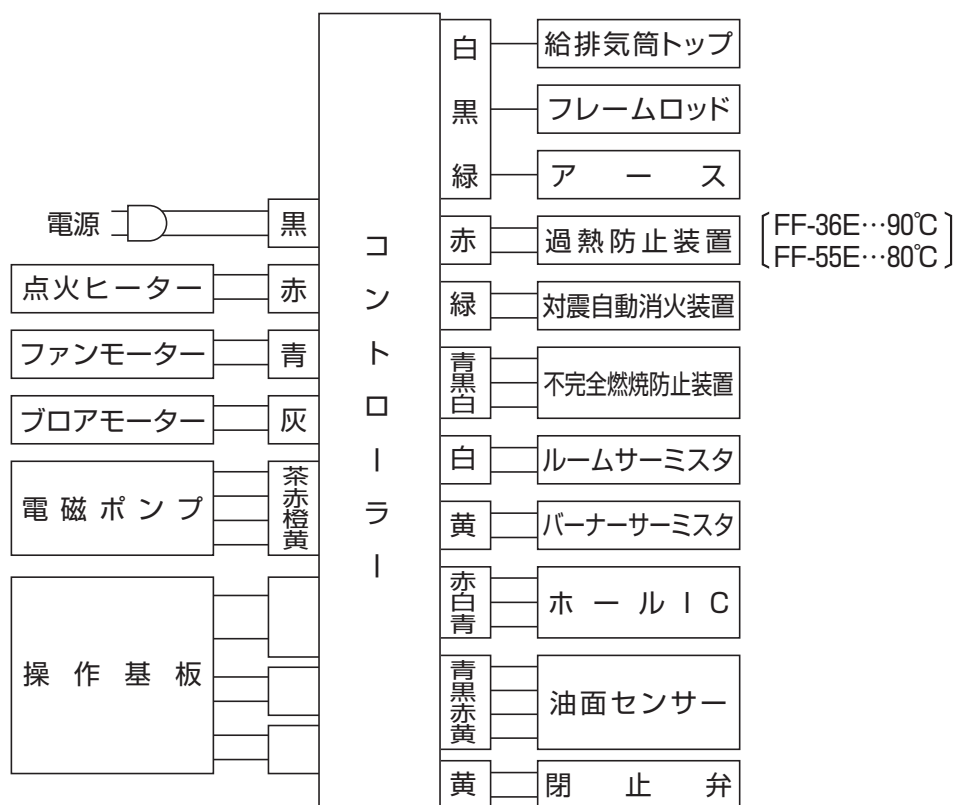 電源 黒
点火ヒーター 赤
ファンモーター 青
ブロアモーター 灰
電磁ポンプ 茶
赤
橙
黄
操作基板
コントローラー
白 給排気筒トップ
黒 フレームロッド
緑 アース
赤 過熱防止装置 〔FF-36E…90℃
FF-55E…80℃〕
緑 対震自動消火装置
青
黒
白
不完全燃焼防止装置
白 ルームサーミスタ
黄 バーナーサーミスタ
赤
白
青
ホールIC
青
黒
赤
黄
油面センサー
黄 閉止弁